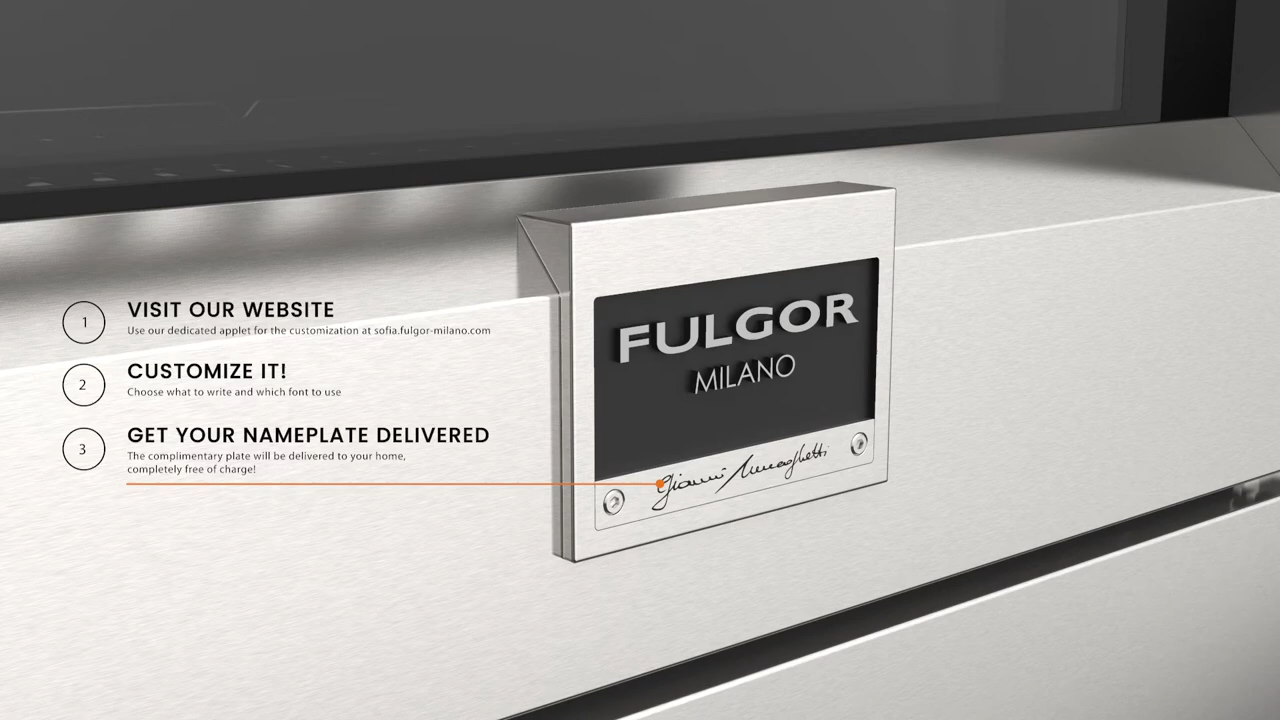 1
VISIT OUR WEBSITE
Use our dedicated applet for the customization at sofia.fulgor-milano.com
2
CUSTOMIZE IT!
Choose what to write and which font to use
3
GET YOUR NAMEPLATE DELIVERED
The complimentary plate will be delivered to your home,
completely free of charge!
FULGOR
MILANO
Gianni